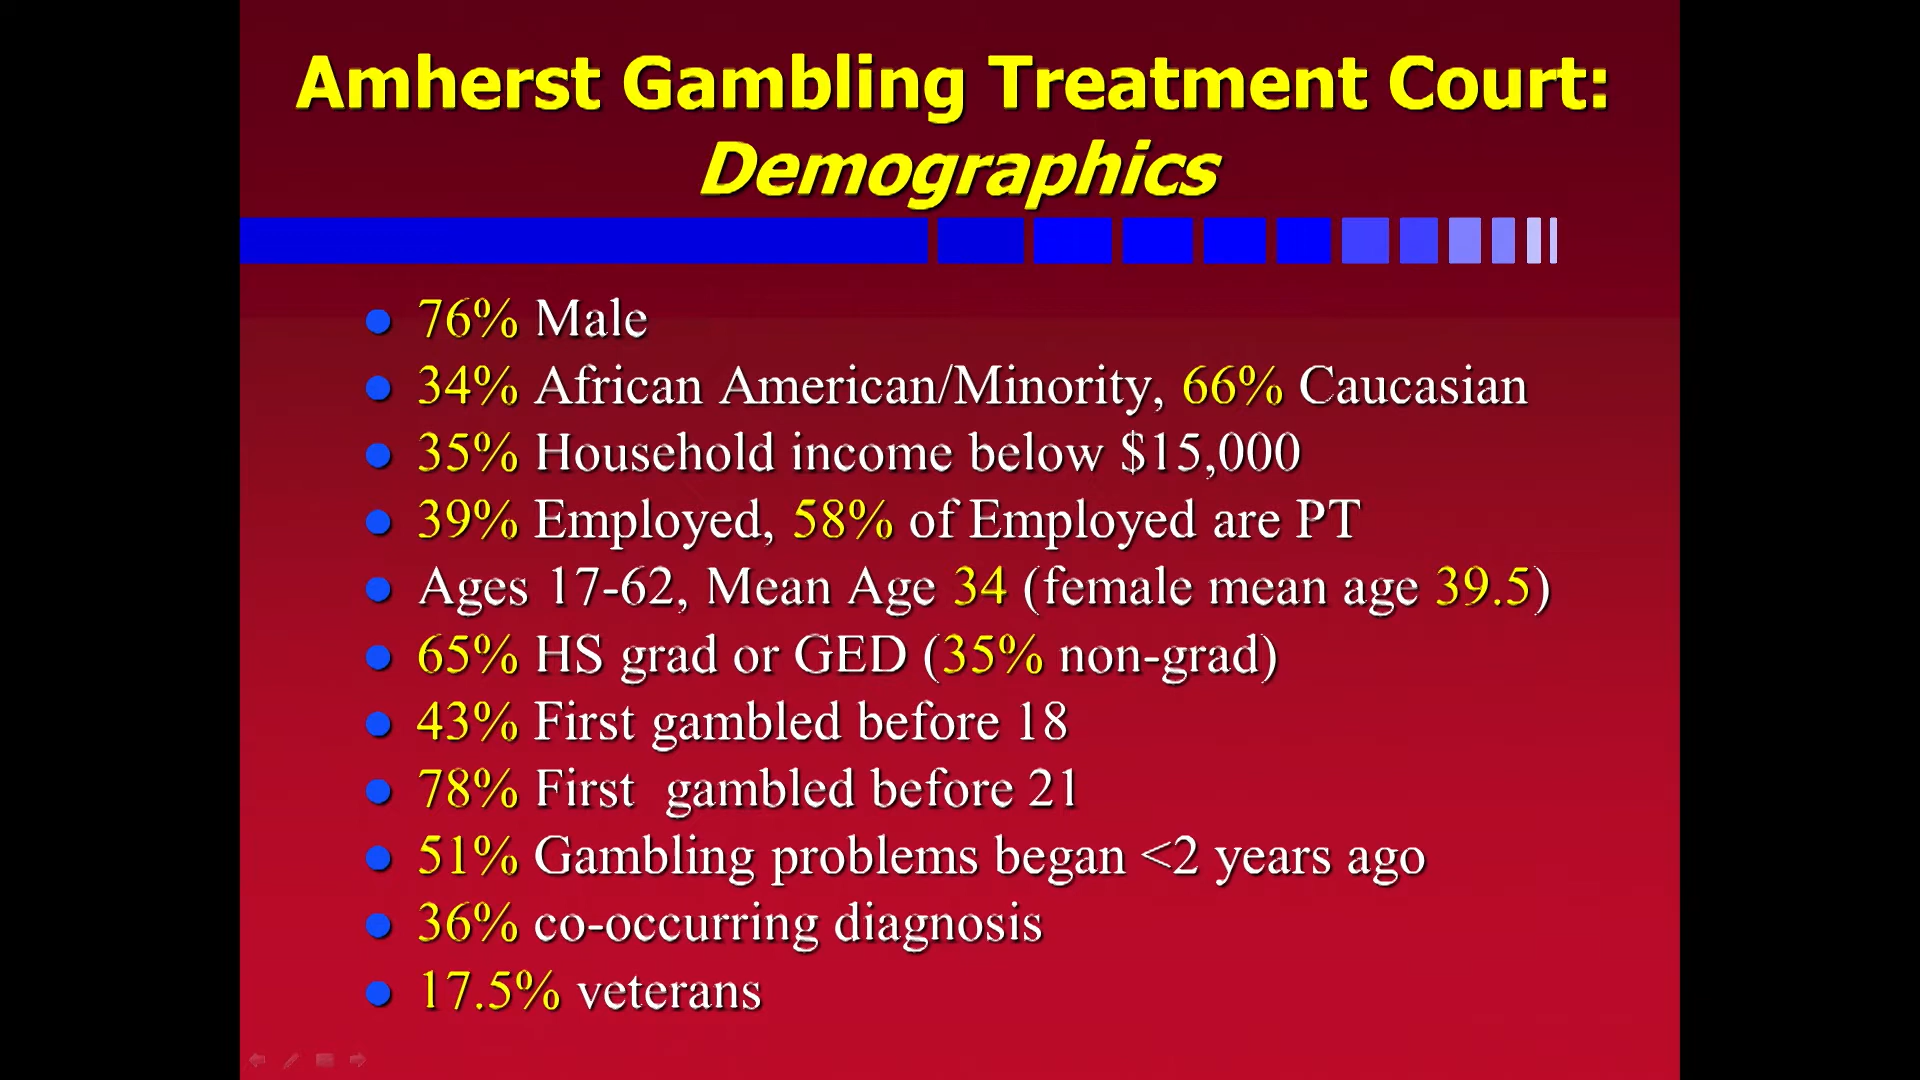 Amherst Gambling Treatment Court:
Demographics
76% Male
34% African American/Minority, 66% Caucasian
35% Household income below $15,000
39% Employed, 58% of Employed are PT
Ages 17-62, Mean Age 34 (female mean age 39.5)
65% HS grad or GED (35% non-grad)
43% First gambled before 18
78% First  gambled before 21
51% Gambling problems began <2 years ago
36% co-occurring diagnosis
17.5% veterans